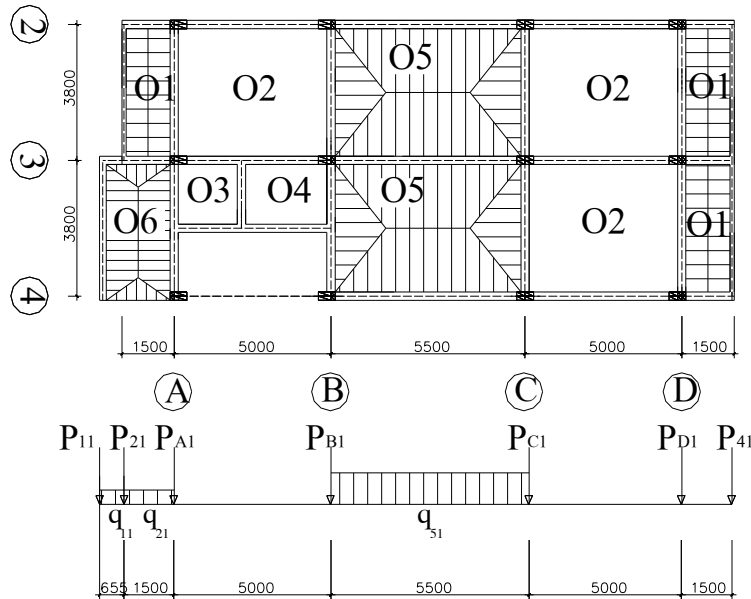 2
O5
O1 O2 O2 O1
3800
3
O3 O4 O5
O6 O2 O1
3800
4
1500 5000 5500 5000 1500
A B C D
P11 P21 PA1 PB1 PC1 PD1 P41
q11 q21 q51
655 1500 5000 5500 5000 1500